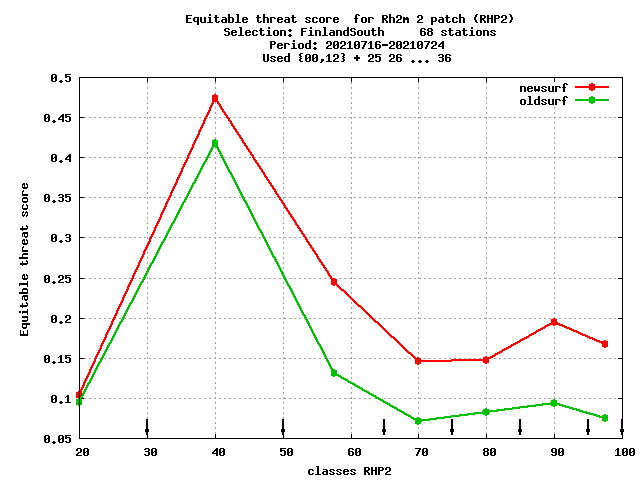 Equitable threat score  for Rh2m 2 patch (RHP2)
Selection: FinlandSouth     68 stations
Period: 20210716-20210724
Used {00,12} + 25 26 ... 36
newsurf
oldsurf
0.5
0.45
0.4
0.35
0.3
0.25
0.2
0.15
0.1
0.05
Equitable threat score
20 30 40 50 60 70 80 90 100
classes RHP2